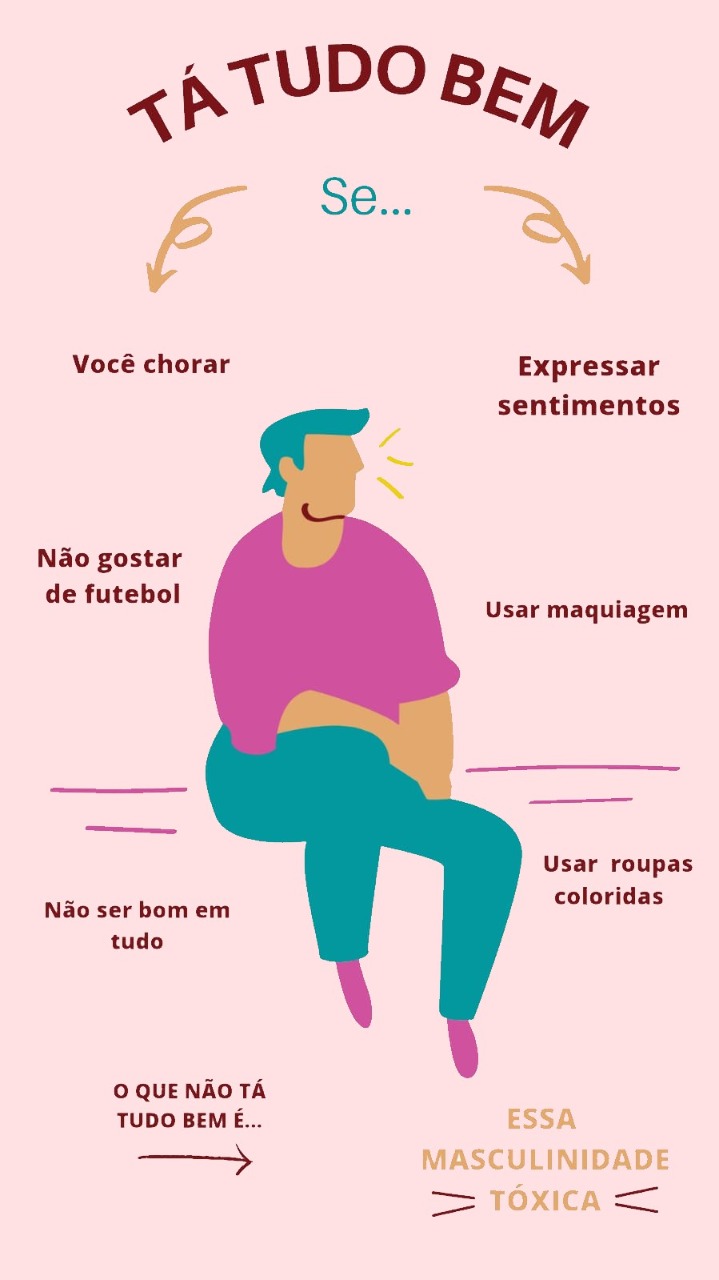 TÁ TUDO BEM
Se...
Você chorar
Expressar
sentimentos
Não gostar
de futebol
Usar maquiagem
Usar roupas
coloridas
Não ser bom em
tudo
O QUE NÃO TÁ
TUDO BEM É...
ESSA
MASCULINIDADE
TÓXICA